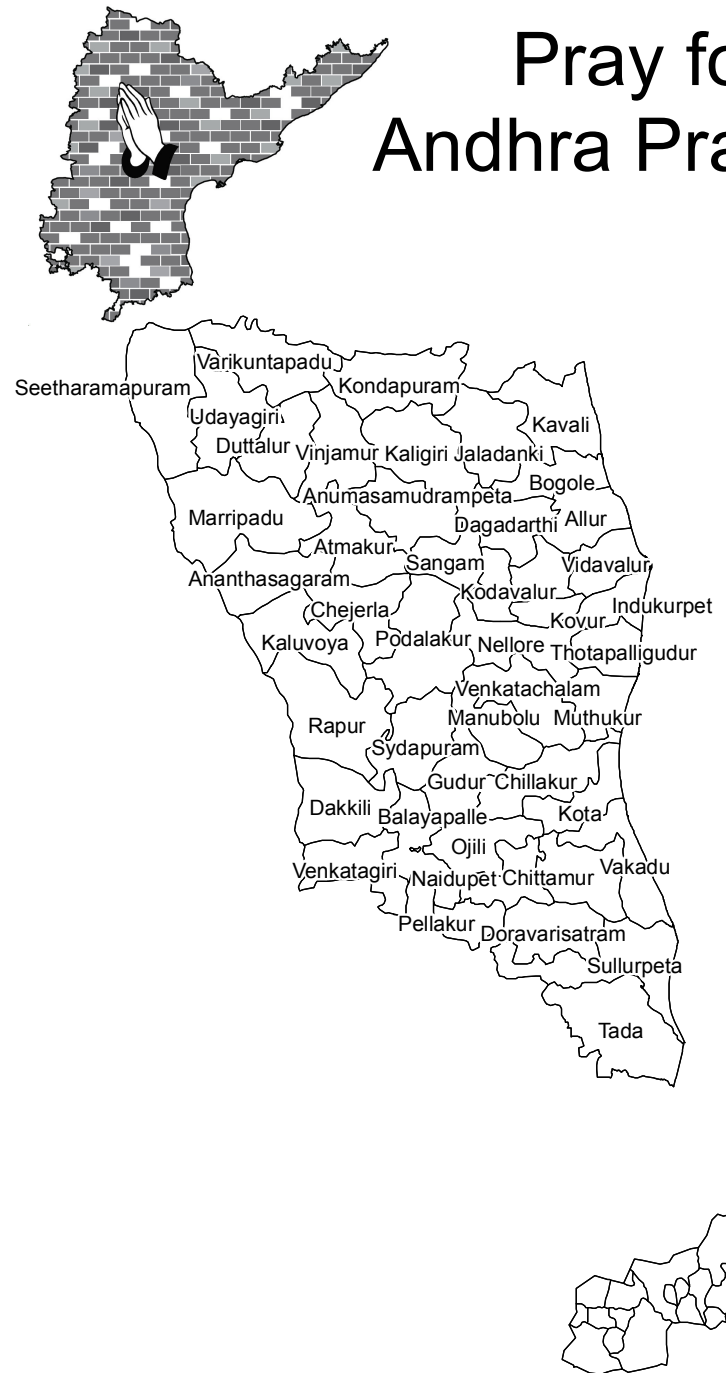 Pray fo
Andhra Pra
Varikuntapadu
Seetharamapuram
Kondapuram
Udayagiri
Kavali
Duttalur
Vinjamur
Kaligiri
Jaladanki
Bogole
Anumasamudrampeta
Marripadu
Dagadarthi
Allur
Atmakur
Sangam
Vidavalur
Ananthasagaram
Kodavalur
Chejerla
Indukurpet
Kovur
Kaluvoya
Podalakur
Nellore
Thotapalligudur
Venkatachalam
Rapur
Manubolu
Muthukur
Sydapuram
Gudur
Chillakur
Dakkili
Balayapalle
Kota
Ojili
Venkatagiri
Naidupet
Chittamur
Vakadu
Pellakur
Doravarisatram
Sullurpeta
Tada